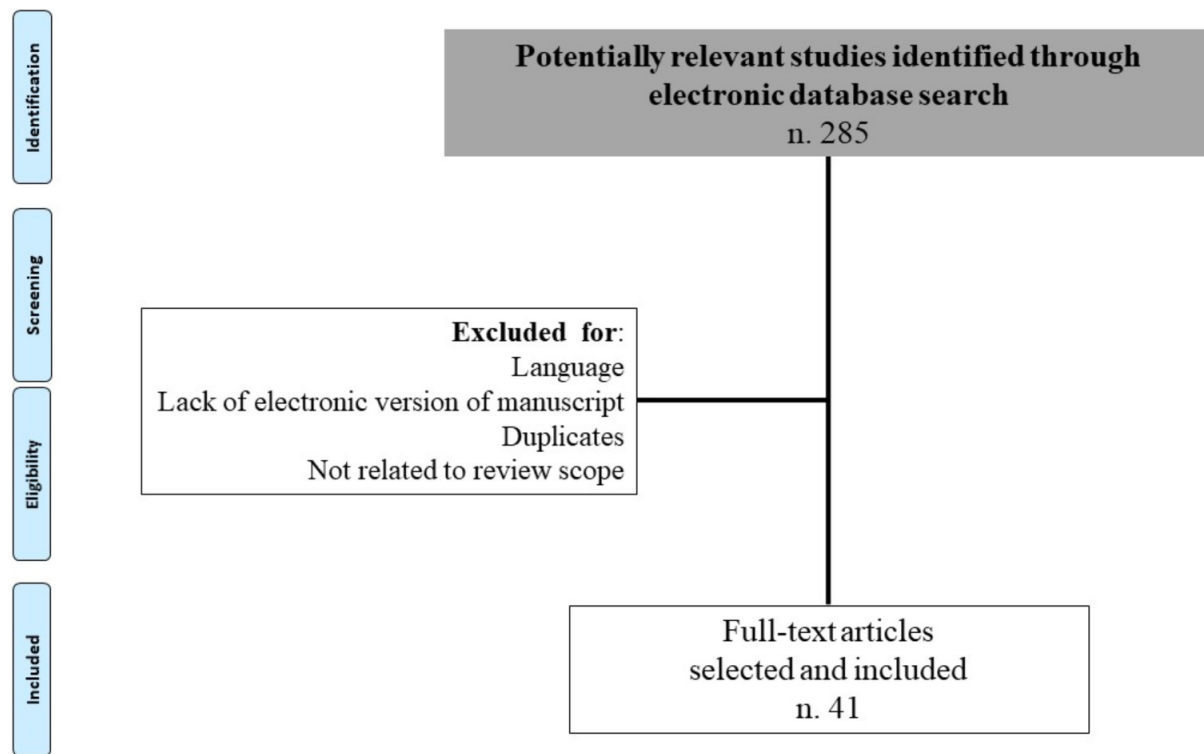 Identification
Potentially relevant studies identified through
electronic database search
n. 285
Screening
Excluded for:
Language
Lack of electronic version of manuscript
Duplicates
Not related to review scope
Eligibility
Included
Full-text articles
selected and included
n. 41